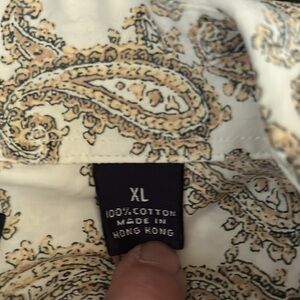 XL
100% COTTON
MADE IN
HONG KONG